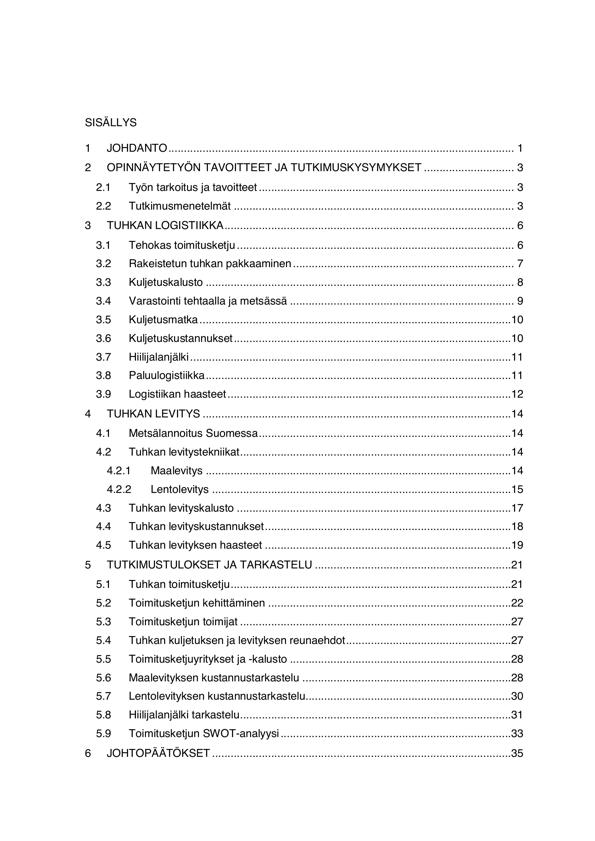 SISÄLLYS
1 JOHDANTO ........ 1
2 OPINNÄYTETYÖN TAVOITTEET JA TUTKIMUSKYSYMYKSET ........ 3
2.1 Työn tarkoitus ja tavoitteet ........ 3
2.2 Tutkimusmenetelmät ........ 3
3 TUHKAN LOGISTIIKKA ........ 6
3.1 Tehokas toimitusketju ........ 6
3.2 Rakeistetun tuhkan pakkaaminen ........ 7
3.3 Kuljetuskalusto ........ 8
3.4 Varastointi tehtaalla ja metsässä ........ 9
3.5 Kuljetusmatka ........ 10
3.6 Kuljetuskustannukset ........ 10
3.7 Hiilijalanjälki ........ 11
3.8 Paluulogistiikka ........ 11
3.9 Logistiikan haasteet ........ 12
4 TUHKAN LEVITYS ........ 14
4.1 Metsälannoitus Suomessa ........ 14
4.2 Tuhkan levitystekniikat ........ 14
4.2.1 Maalevitys ........ 14
4.2.2 Lentolevitys ........ 15
4.3 Tuhkan levityskalusto ........ 17
4.4 Tuhkan levityskustannukset ........ 18
4.5 Tuhkan levityksen haasteet ........ 19
5 TUTKIMUSTULOKSET JA TARKASTELU ........ 21
5.1 Tuhkan toimitusketju ........ 21
5.2 Toimitusketjun kehittäminen ........ 22
5.3 Toimitusketjun toimijat ........ 27
5.4 Tuhkan kuljetuksen ja levityksen reunaehdot ........ 27
5.5 Toimitusketjuyritykset ja -kalusto ........ 28
5.6 Maalevityksen kustannustarkastelu ........ 28
5.7 Lentolevityksen kustannustarkastelu ........ 30
5.8 Hiilijalanjälki tarkastelu ........ 31
5.9 Toimitusketjun SWOT-analyysi ........ 33
6 JOHTOPÄÄTÖKSET ........ 35